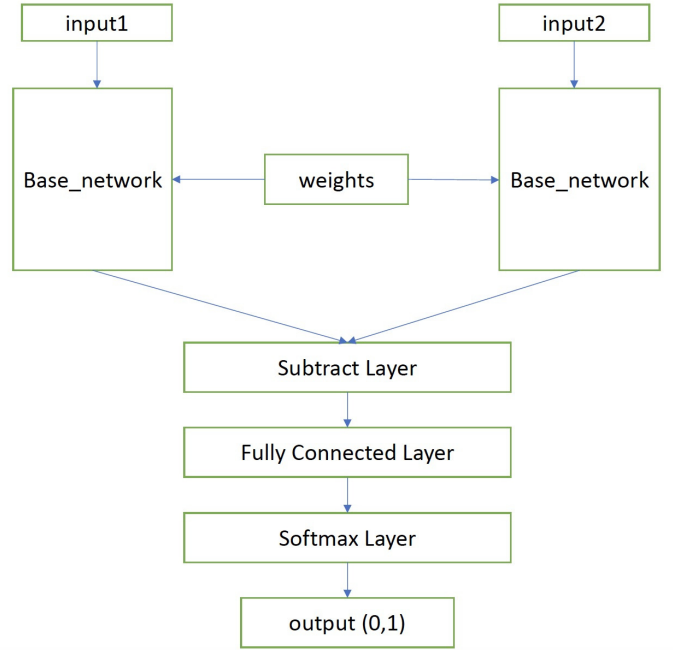 input1
input2
Base_network
weights
Base_network
Subtract Layer
Fully Connected Layer
Softmax Layer
output (0,1)